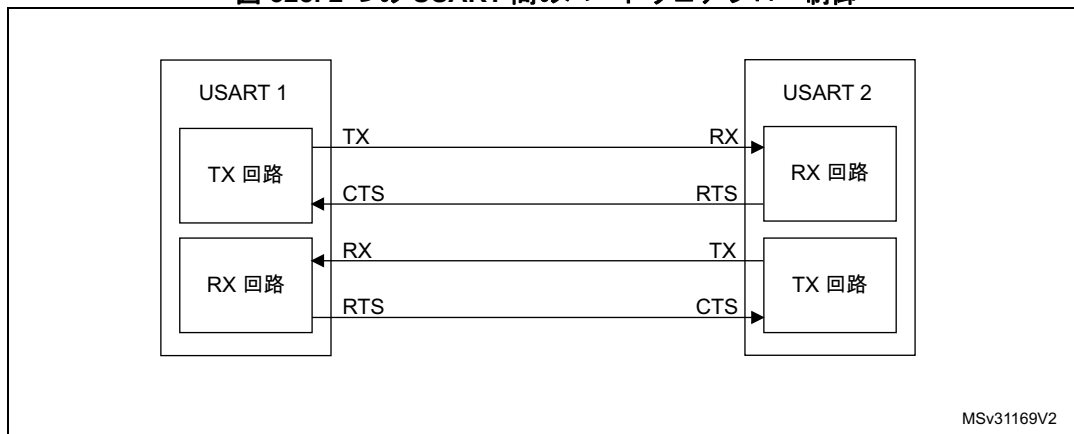 USART 1
USART 2
TX
RX
TX 回路
RX 回路
CTS
RTS
RX
TX
RX 回路
TX 回路
RTS
CTS
MSv31169V2